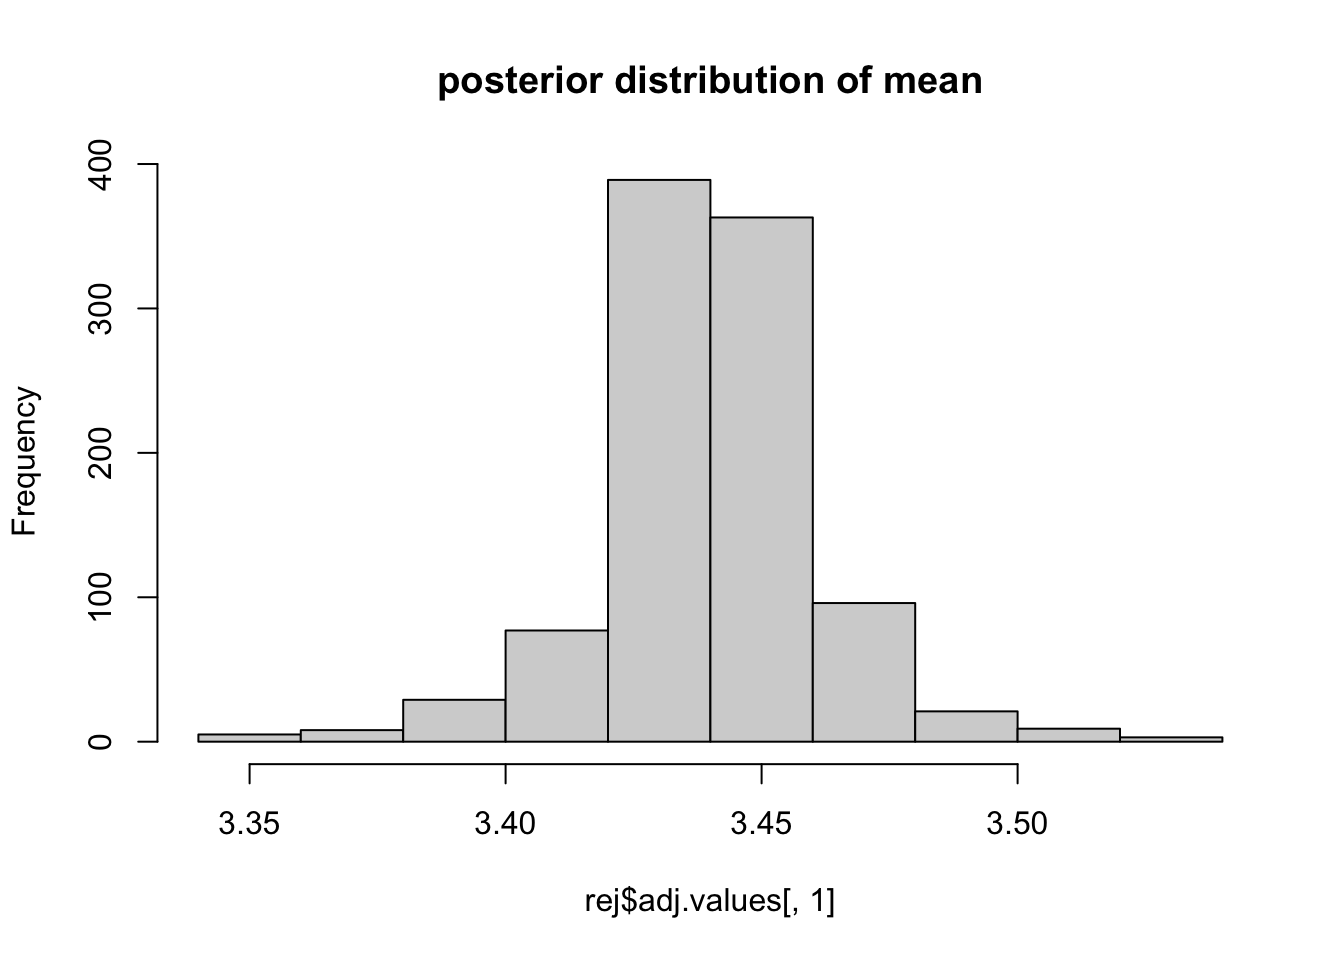 posterior distribution of mean
400
300
200
100
0
Frequency
3.35 3.40 3.45 3.50
rej$adj.values[, 1]